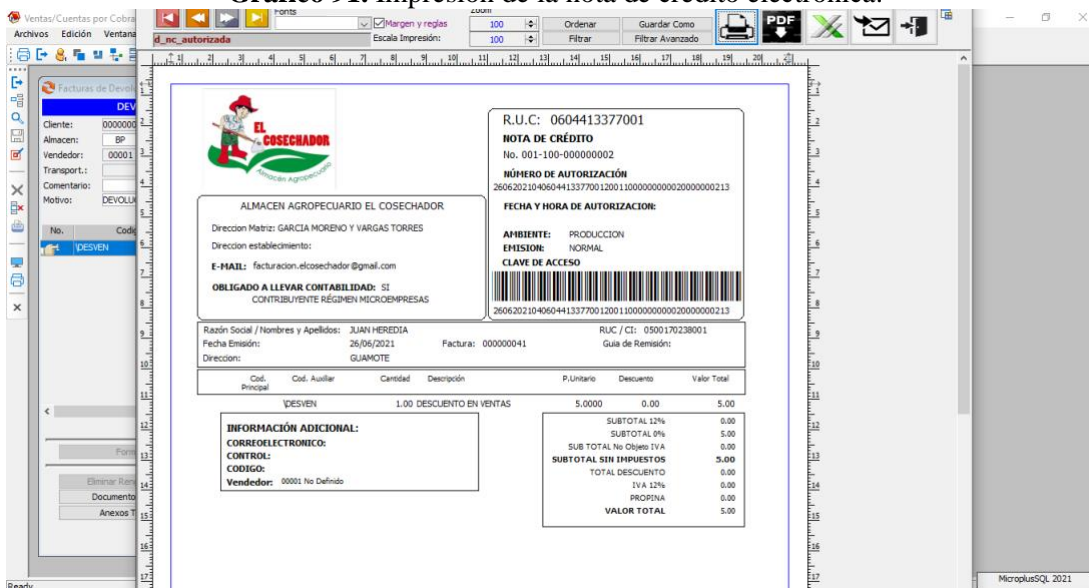 Gráfico 91. Impresión de la nota de crédito electrónica.
Ventas/Cuentas por Cobra
Archivos Edición Ventana
Fonts
Margen y reglas
Escala Impresión:
Zoom
100
100
Ordenar
Filtrar
Guardar Como
Filtrar Avanzado
PDF
d_nc_autorizada
Facturas de Devolu
DEV
Cliente: 0000000
Almacen: BP
Vendedor: 00001
Transport.:
Comentario:
Motivo: DEVOLU
No. Codi
\DESVEN
Form
Eliminar Ren
Documento
Anexos T
Ready
EL
COSECHADOR
Almacén Agropecuario
R.U.C: 0604413377001
NOTA DE CRÉDITO
No. 001-100-000000002
NÚMERO DE AUTORIZACIÓN
FECHA Y HORA DE AUTORIZACION:
AMBIENTE: PRODUCCION
EMISION: NORMAL
CLAVE DE ACCESO
ALMACEN AGROPECUARIO EL COSECHADOR
Direccion Matriz: GARCIA MORENO Y VARGAS TORRES
Direccion establecimiento:
E-MAIL: facturacion.elcosechador@gmail.com
OBLIGADO A LLEVAR CONTABILIDAD: SI
CONTRIBUYENTE RÉGIMEN MICROEMPRESAS
Razón Social / Nombres y Apellidos: JUAN HEREDIA RUC / CI: 0500170238001
Fecha Emisión: 26/06/2021 Factura: 000000041 Guia de Remisión:
Direccion: GUAMOTE
Cod. Principal Cod. Auxiliar Cantidad Descripción P.Unitario Descuento Valor Total
\DESVEN 1.00 DESCUENTO EN VENTAS 5.0000 0.00 5.00
INFORMACIÓN ADICIONAL:
CORREOELECTRONICO:
CONTROL:
CODIGO:
Vendedor: 00001 No Definido
SUBTOTAL 12% 0.00
SUBTOTAL 0% 5.00
SUB TOTAL No Objeto IVA 0.00
SUBTOTAL SIN IMPUESTOS 5.00
TOTAL DESCUENTO 0.00
IVA 12% 0.00
PROPINA 0.00
VALOR TOTAL 5.00
MicroplusSQL 2021